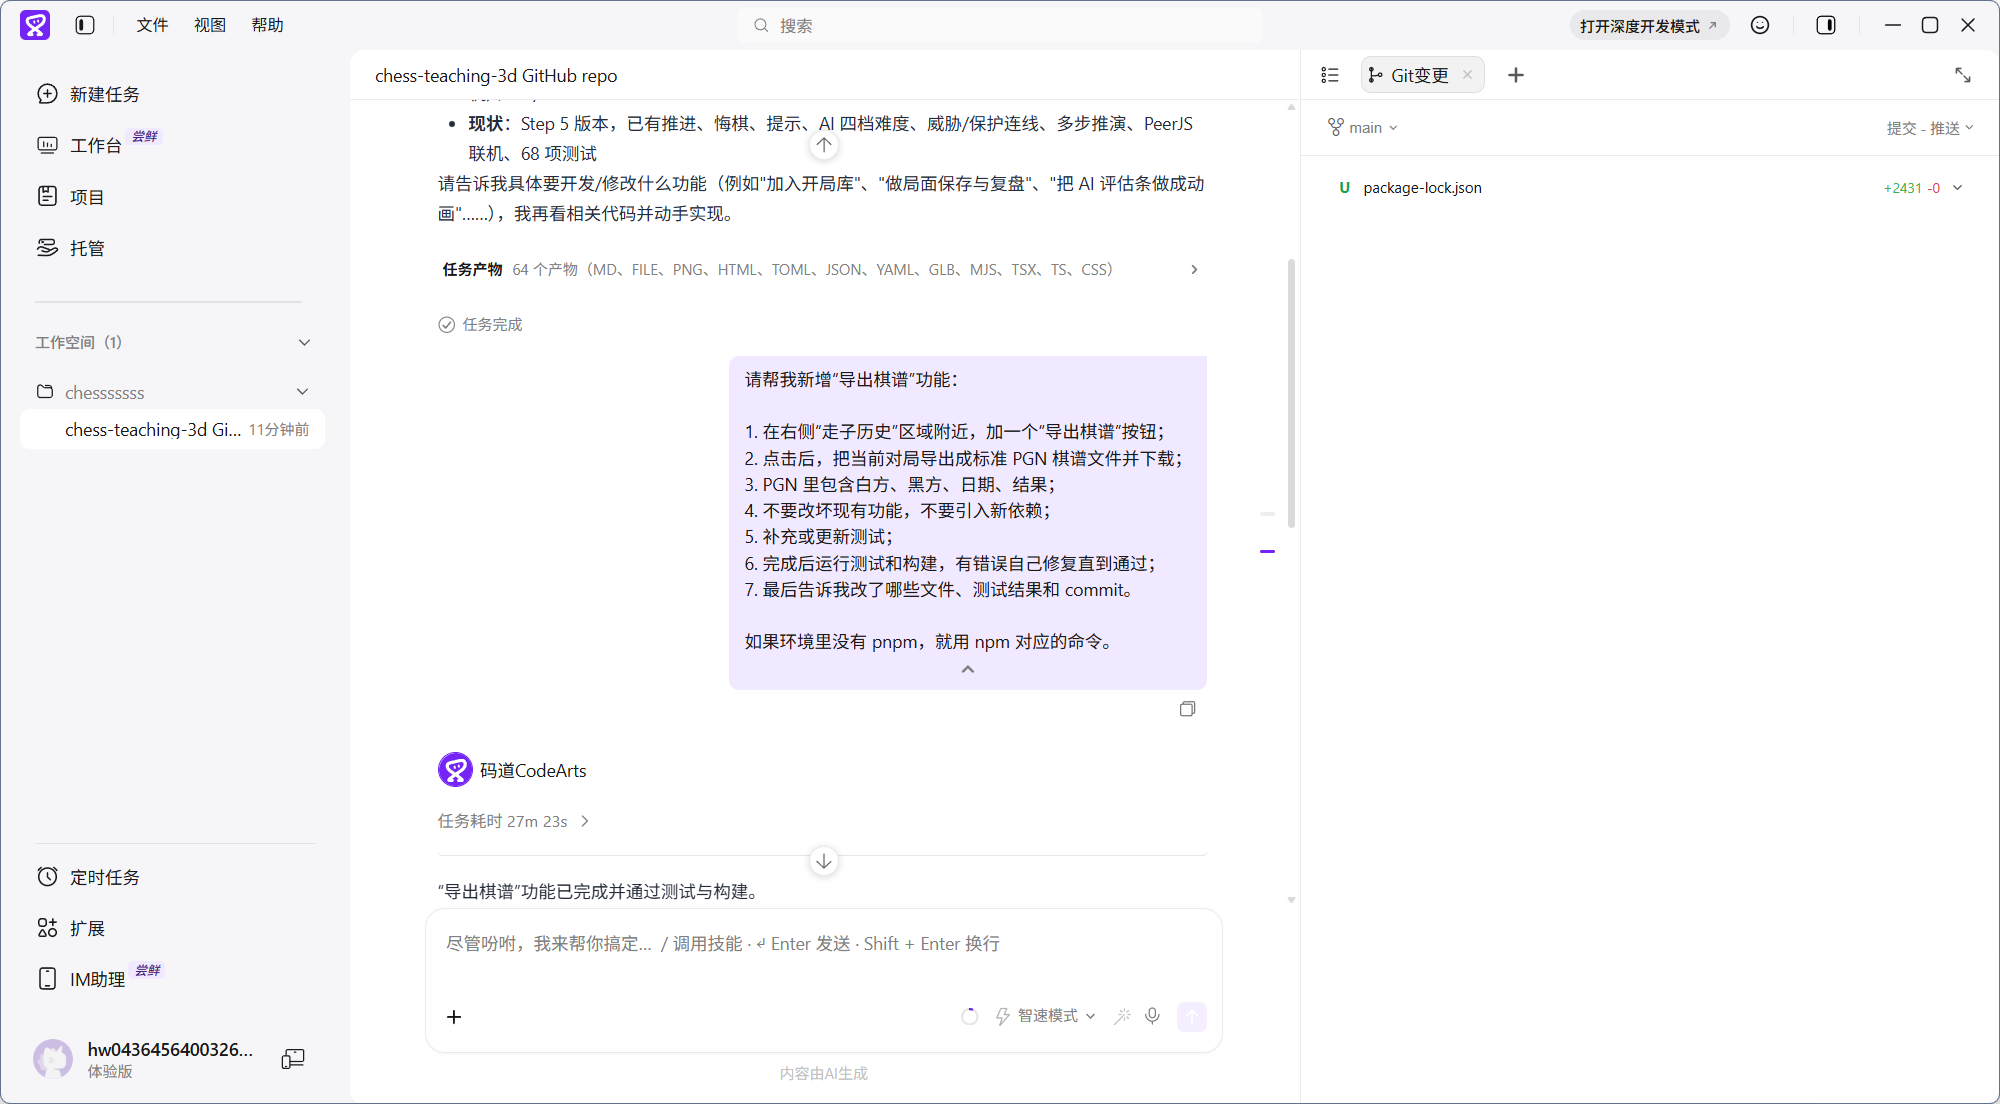 文件
视图
帮助
搜索
打开深度开发模式
新建任务
工作台 尝鲜
项目
托管
工作空间（1）
chesssssss
chess-teaching-3d Gi... 11分钟前
定时任务
扩展
IM助理 尝鲜
hw0436456400326...
体验版
chess-teaching-3d GitHub repo
• 现状：Step 5 版本，已有推进、悔棋、提示、AI 四档难度、威胁/保护连线、多步推演、PeerJS
联机、68 项测试
请告诉我具体要开发/修改什么功能（例如"加入开局库"、"做局面保存与复盘"、"把 AI 评估条做成动
画"……），我再看相关代码并动手实现。
任务产物 64 个产物（MD、FILE、PNG、HTML、TOML、JSON、YAML、GLB、MJS、TSX、TS、CSS）
任务完成
请帮我新增“导出棋谱”功能：
1. 在右侧“走子历史”区域附近，加一个“导出棋谱”按钮；
2. 点击后，把当前对局导出成标准 PGN 棋谱文件并下载；
3. PGN 里包含白方、黑方、日期、结果；
4. 不要改坏现有功能，不要引入新依赖；
5. 补充或更新测试；
6. 完成后运行测试和构建，有错误自己修复直到通过；
7. 最后告诉我改了哪些文件、测试结果和 commit。
如果环境里没有 pnpm，就用 npm 对应的命令。
码道CodeArts
任务耗时 27m 23s
“导出棋谱”功能已完成并通过测试与构建。
尽管吩咐，我来帮你搞定... / 调用技能 · ↵ Enter 发送 · Shift + Enter 换行
智速模式
内容由AI生成
Git变更
main
提交 - 推送
U package-lock.json +2431 -0